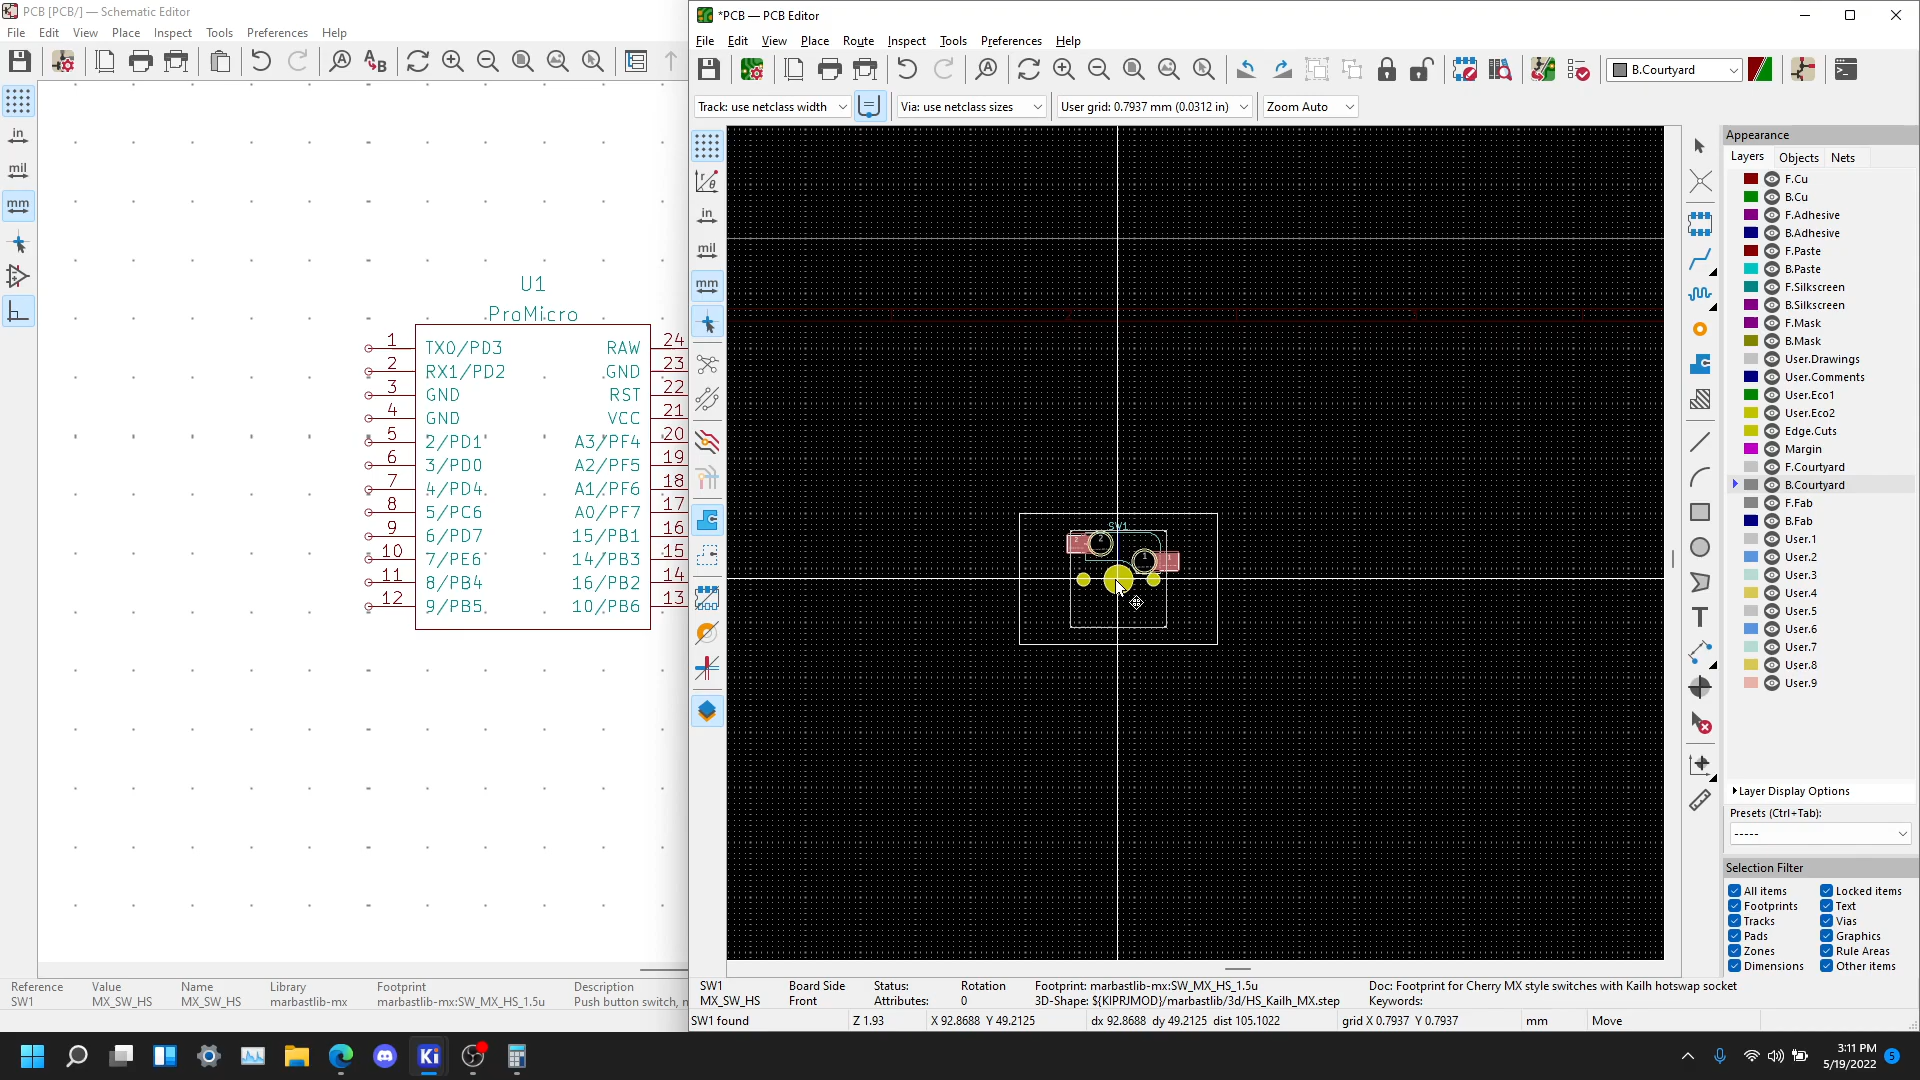 PCB [PCB/] — Schematic Editor
File Edit View Place Inspect Tools Preferences Help
in
mil
mm
U1
ProMicro
1 TX0/PD3 RAW 24
2 RX1/PD2 GND 23
3 GND RST 22
4 GND VCC 21
5 2/PD1 A3/PF4 20
6 3/PD0 A2/PF5 19
7 4/PD4 A1/PF6 18
8 5/PC6 A0/PF7 17
9 6/PD7 15/PB1 16
10 7/PE6 14/PB3 15
11 8/PB4 16/PB2 14
12 9/PB5 10/PB6 13
Reference Value Name Library Footprint Description
SW1 MX_SW_HS MX_SW_HS marbastlib-mx marbastlib-mx:SW_MX_HS_1.5u Push button switch, n
*PCB — PCB Editor
File Edit View Place Route Inspect Tools Preferences Help
B.Courtyard
Track: use netclass width Via: use netclass sizes User grid: 0.7937 mm (0.0312 in) Zoom Auto
in
mil
mm
SW1
2 2
1 1
Appearance
Layers Objects Nets
F.Cu
B.Cu
F.Adhesive
B.Adhesive
F.Paste
B.Paste
F.Silkscreen
B.Silkscreen
F.Mask
B.Mask
User.Drawings
User.Comments
User.Eco1
User.Eco2
Edge.Cuts
Margin
F.Courtyard
B.Courtyard
F.Fab
B.Fab
User.1
User.2
User.3
User.4
User.5
User.6
User.7
User.8
User.9
Layer Display Options
Presets (Ctrl+Tab):
-----
Selection Filter
All items Locked items
Footprints Text
Tracks Vias
Pads Graphics
Zones Rule Areas
Dimensions Other items
SW1 Board Side Status: Rotation Footprint: marbastlib-mx:SW_MX_HS_1.5u Doc: Footprint for Cherry MX style switches with Kailh hotswap socket
MX_SW_HS Front Attributes: 0 3D-Shape: ${KIPRJMOD}/marbastlib/3d/HS_Kailh_MX.step Keywords:
SW1 found Z 1.93 X 92.8688 Y 49.2125 dx 92.8688 dy 49.2125 dist 105.1022 grid X 0.7937 Y 0.7937 mm Move
Ki
3:11 PM
5/19/2022
5